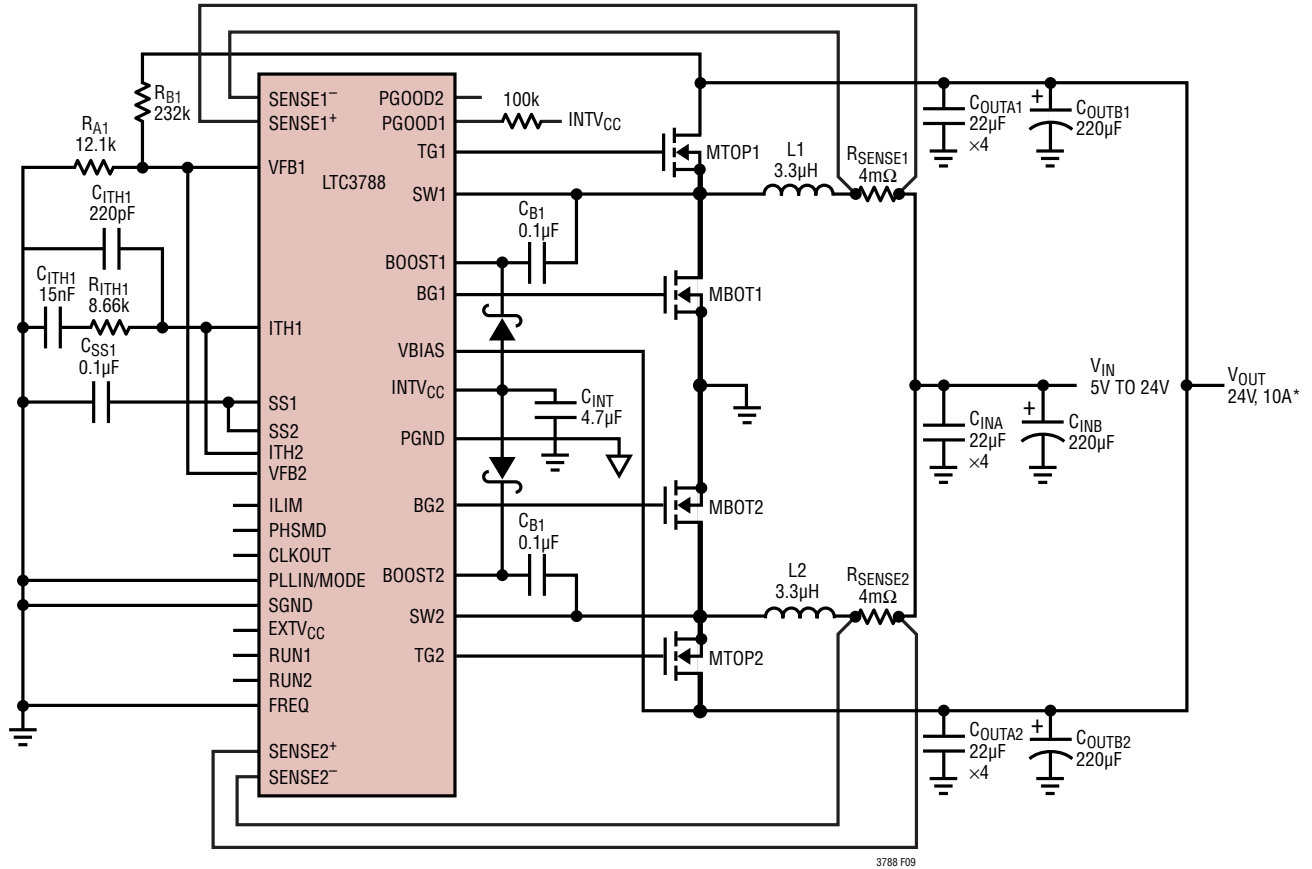 SENSE1–
SENSE1+
VFB1
ITH1
SS1
SS2
ITH2
VFB2
ILIM
PHSMD
CLKOUT
PLLIN/MODE
SGND
EXTVCC
RUN1
RUN2
FREQ
SENSE2+
SENSE2–
LTC3788
PGOOD2
PGOOD1
TG1
SW1
BOOST1
BG1
VBIAS
INTVCC
PGND
BG2
BOOST2
SW2
TG2
RB1
232k
RA1
12.1k
CITH1
220pF
CITH1
15nF
RITH1
8.66k
CSS1
0.1µF
100k
INTVCC
CB1
0.1µF
CINT
4.7µF
CB1
0.1µF
MTOP1
MBOT1
MBOT2
MTOP2
L1
3.3µH
RSENSE1
4mΩ
L2
3.3µH
RSENSE2
4mΩ
COUTA1
22µF
×4
+
COUTB1
220µF
VIN
5V TO 24V
VOUT
24V, 10A*
CINA
22µF
×4
+
CINB
220µF
COUTA2
22µF
×4
+
COUTB2
220µF
3788 F09